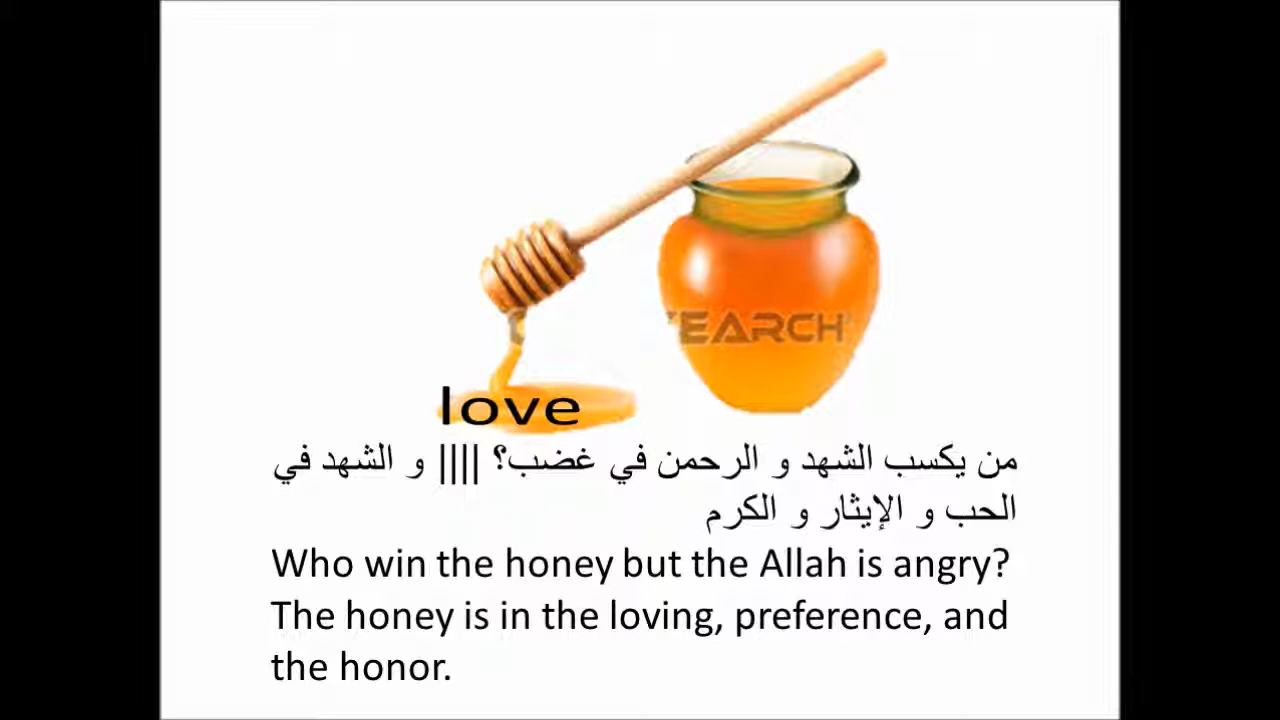 EARCH
love
من يكسب الشهد و الرحمن في غضب؟ |||| و الشهد في
الحب و الإيثار و الكرم
Who win the honey but the Allah is angry?
The honey is in the loving, preference, and
the honor.